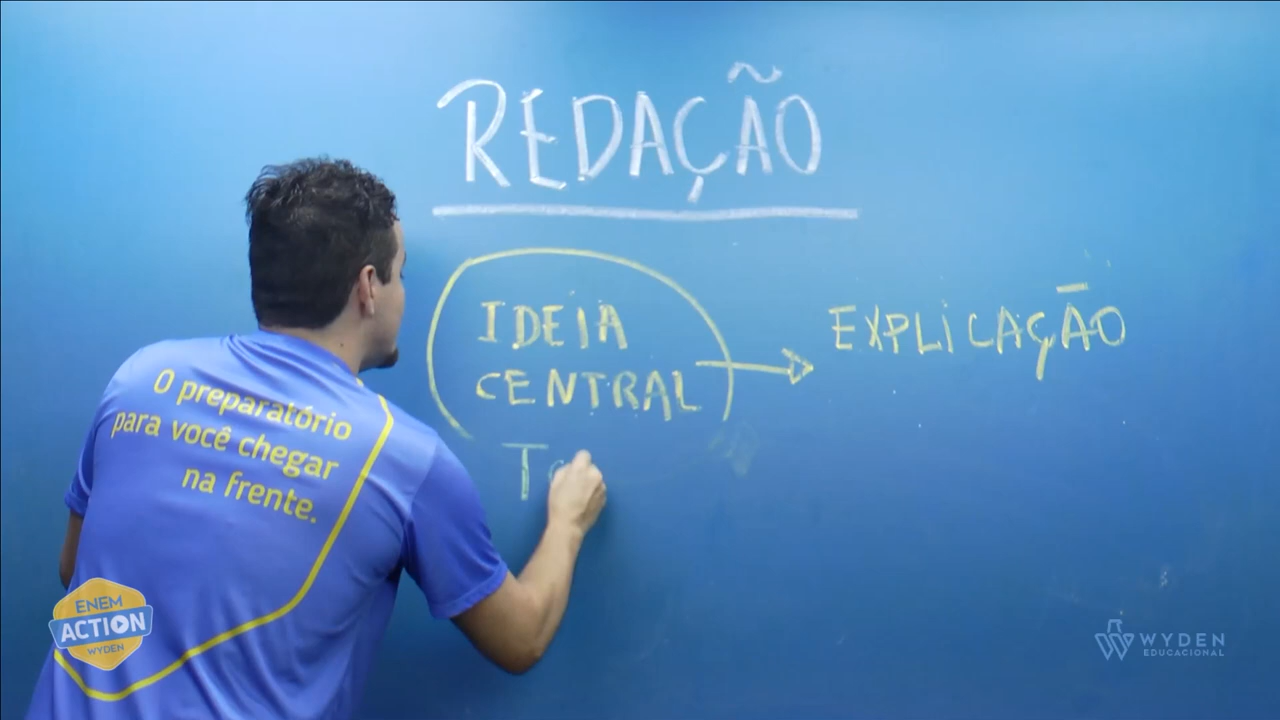 REDAÇÃO
IDEIA
CENTRAL
EXPLICAÇÃO
O preparatório
para você chegar
na frente.
ENEM
ACTION
WYDEN
WYDEN
EDUCACIONAL